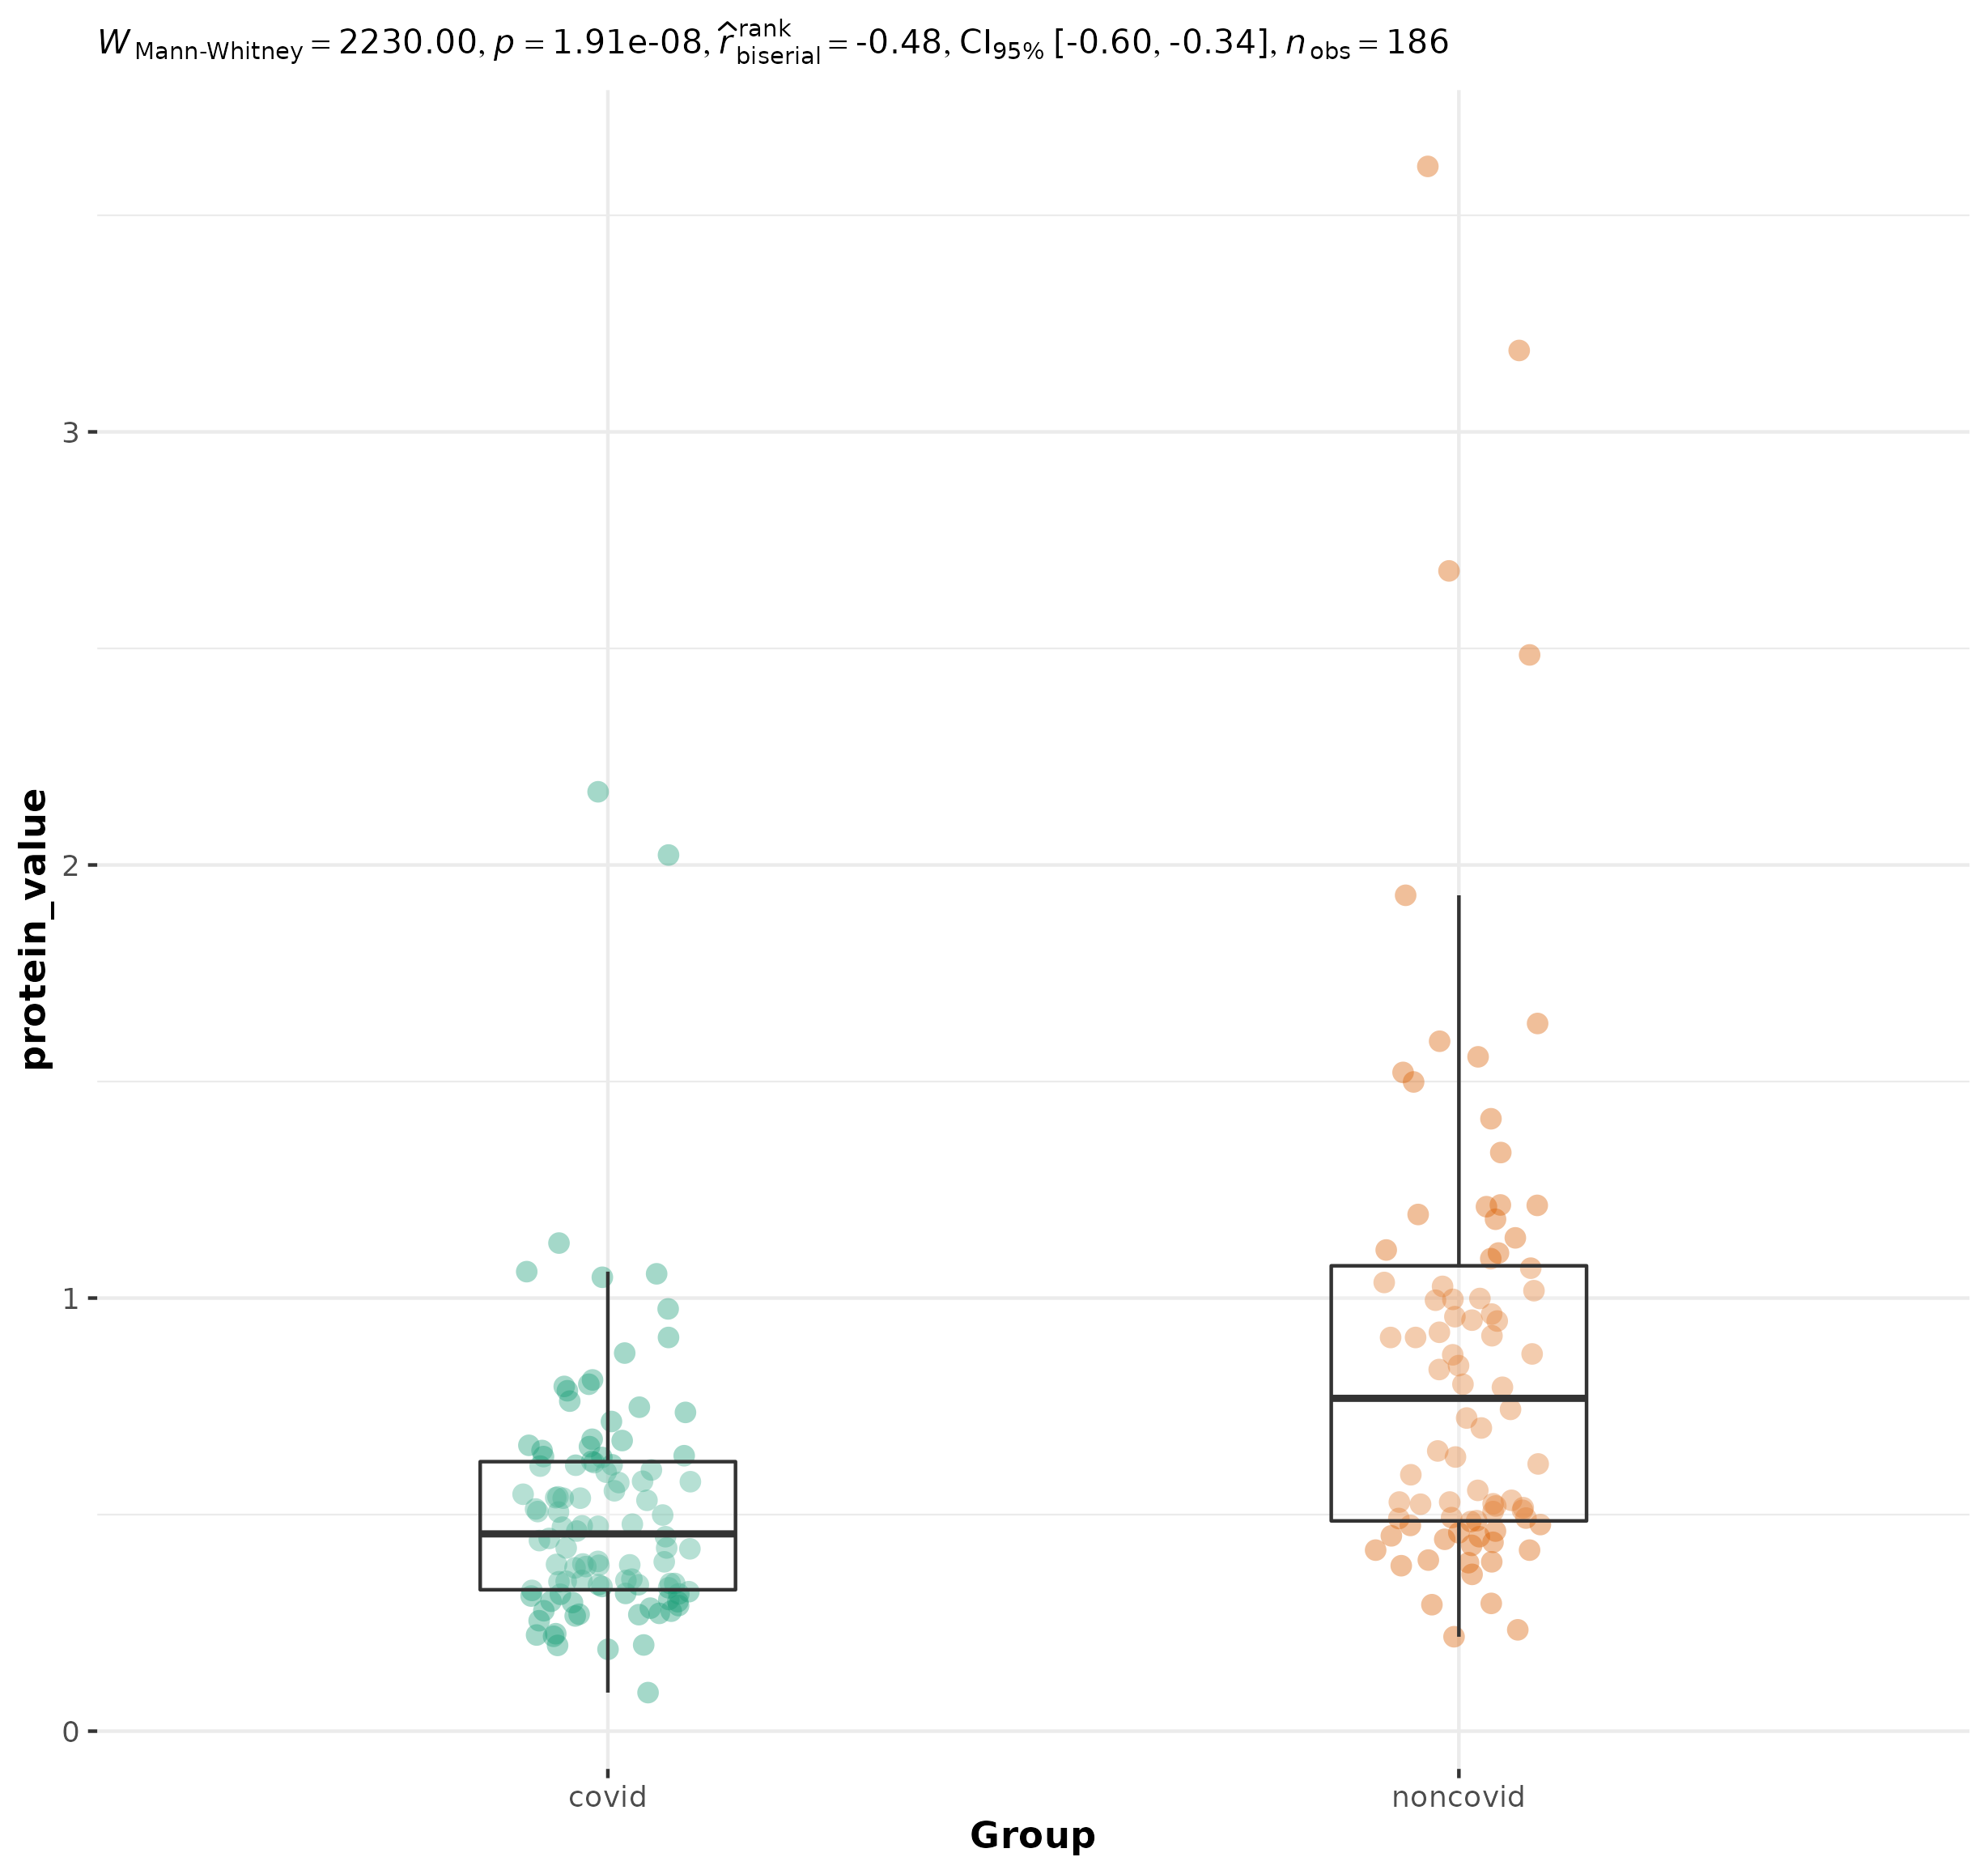 W Mann-Whitney = 2230.00, p = 1.91e-08, r̂ rank biserial = -0.48, CI95% [-0.60, -0.34], n obs = 186
protein_value
3
2
1
0
covid noncovid
Group